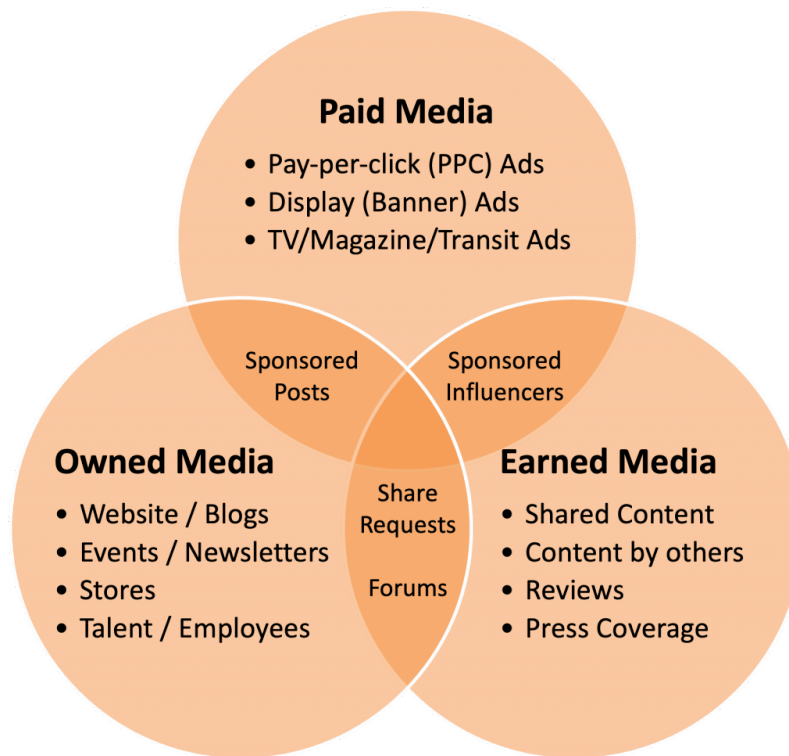 Paid Media
• Pay-per-click (PPC) Ads
• Display (Banner) Ads
• TV/Magazine/Transit Ads
Sponsored
Posts
Sponsored
Influencers
Owned Media
• Website / Blogs
• Events / Newsletters
• Stores
• Talent / Employees
Share
Requests
Forums
Earned Media
• Shared Content
• Content by others
• Reviews
• Press Coverage